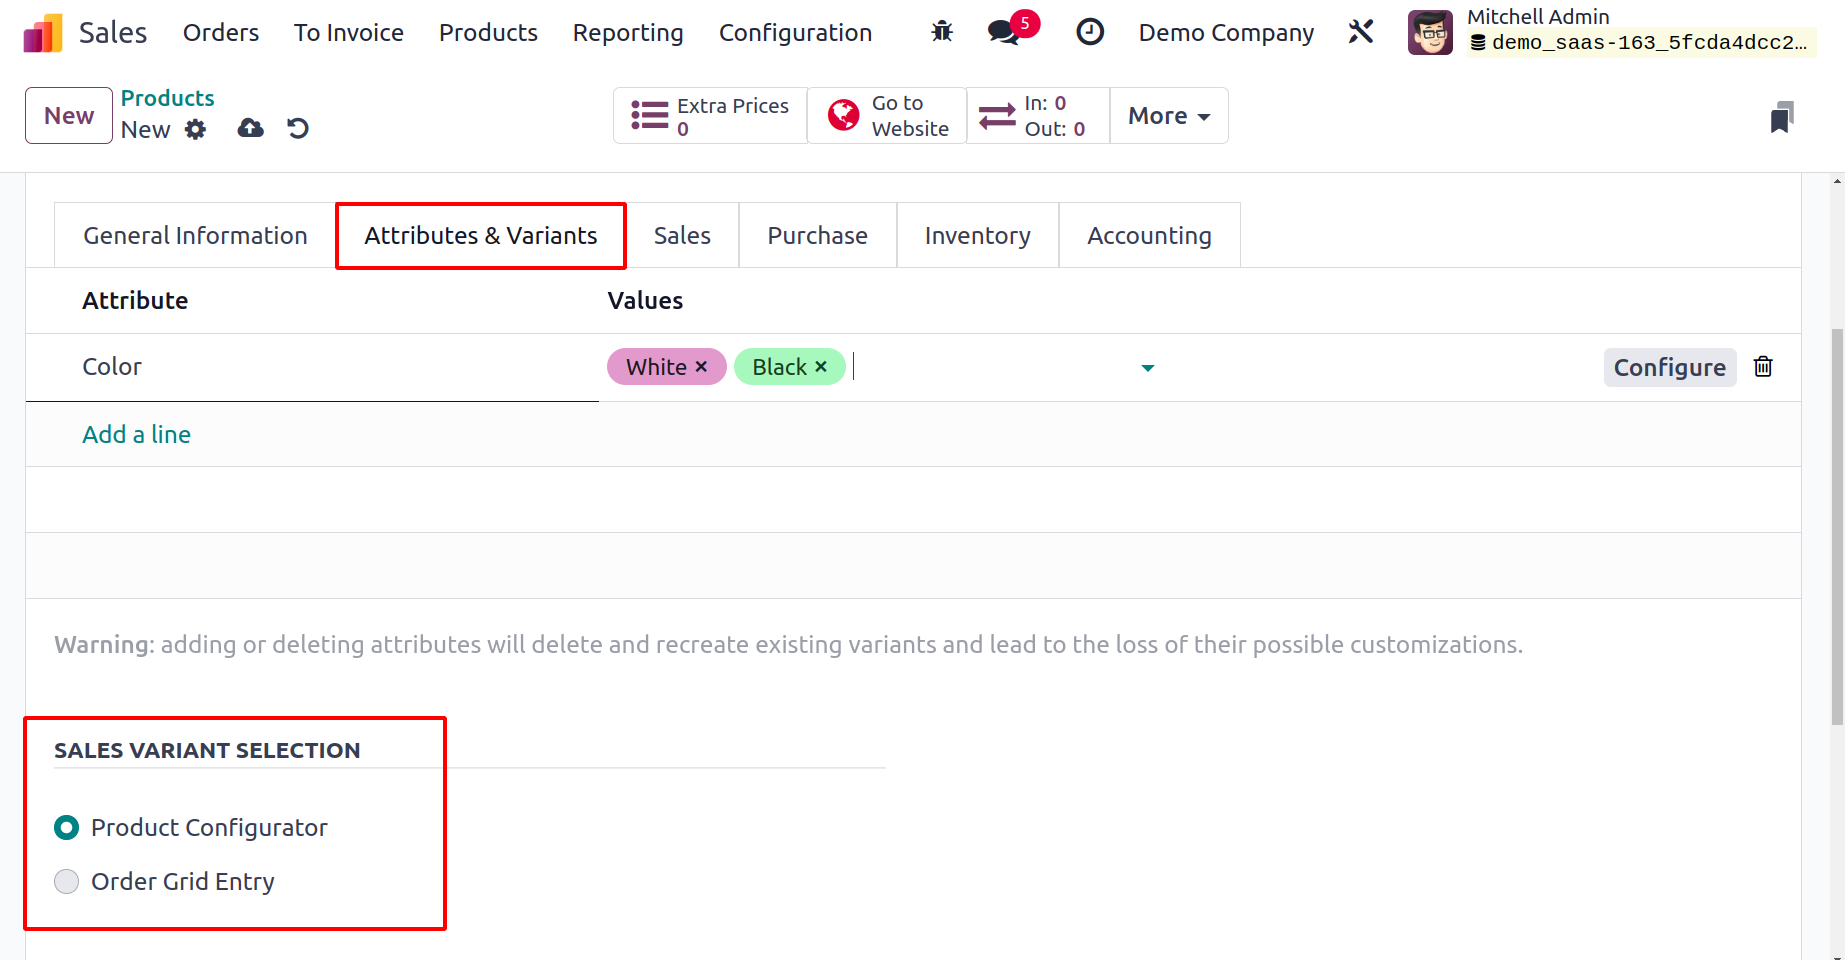 Sales Orders To Invoice Products Reporting Configuration 5 Demo Company Mitchell Admin
demo_saas-163_5fcda4dcc2...
New Products
New
Extra Prices
0
Go to
Website
In: 0
Out: 0
More
General Information Attributes & Variants Sales Purchase Inventory Accounting
Attribute Values
Color White × Black × Configure
Add a line
Warning: adding or deleting attributes will delete and recreate existing variants and lead to the loss of their possible customizations.
SALES VARIANT SELECTION
Product Configurator
Order Grid Entry